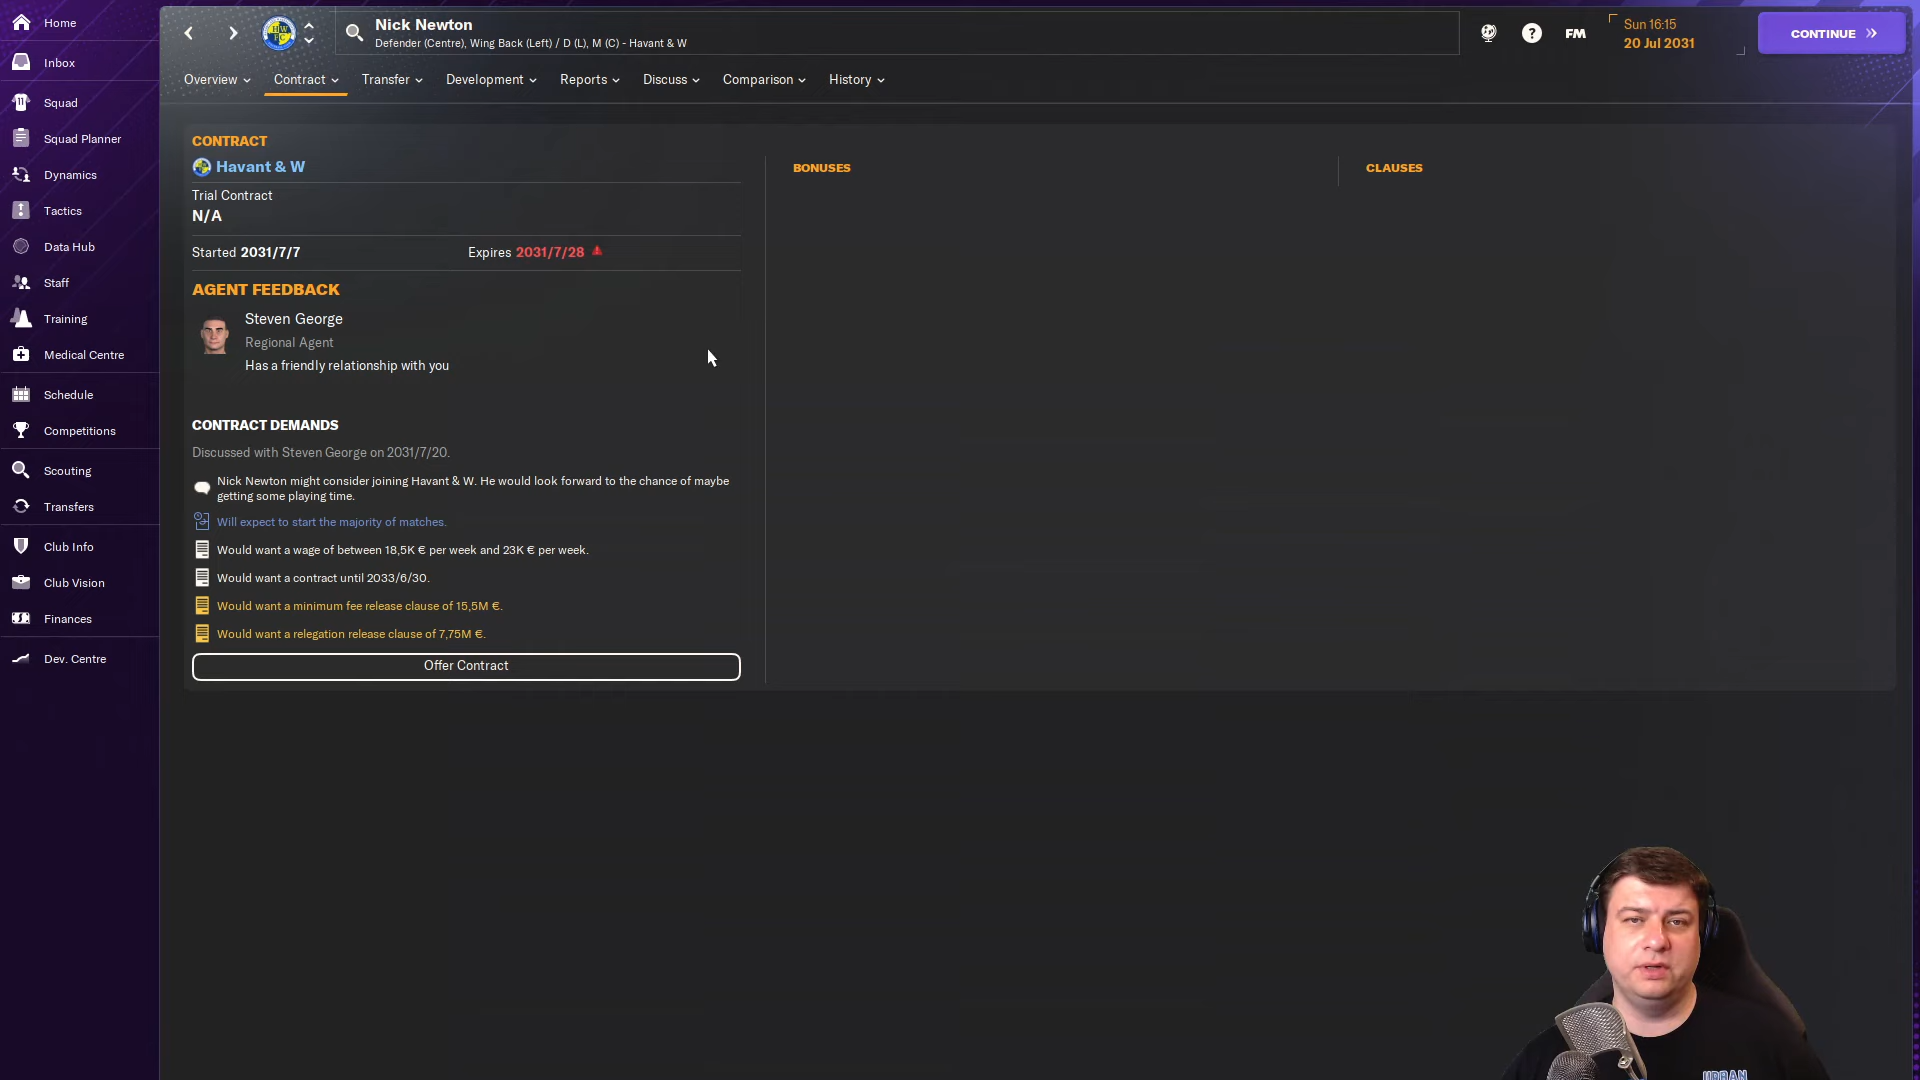 Home
Inbox
Squad
Squad Planner
Dynamics
Tactics
Data Hub
Staff
Training
Medical Centre
Schedule
Competitions
Scouting
Transfers
Club Info
Club Vision
Finances
Dev. Centre
Nick Newton
Defender (Centre), Wing Back (Left) / D (L), M (C) - Havant & W
FM
Sun 16:15
20 Jul 2031
CONTINUE
Overview
Contract
Transfer
Development
Reports
Discuss
Comparison
History
CONTRACT
Havant & W
Trial Contract
N/A
Started 2031/7/7
Expires 2031/7/28
AGENT FEEDBACK
Steven George
Regional Agent
Has a friendly relationship with you
CONTRACT DEMANDS
Discussed with Steven George on 2031/7/20.
Nick Newton might consider joining Havant & W. He would look forward to the chance of maybe
getting some playing time.
Will expect to start the majority of matches.
Would want a wage of between 18,5K € per week and 23K € per week.
Would want a contract until 2033/6/30.
Would want a minimum fee release clause of 15,5M €.
Would want a relegation release clause of 7,75M €.
Offer Contract
BONUSES
CLAUSES
URBAN